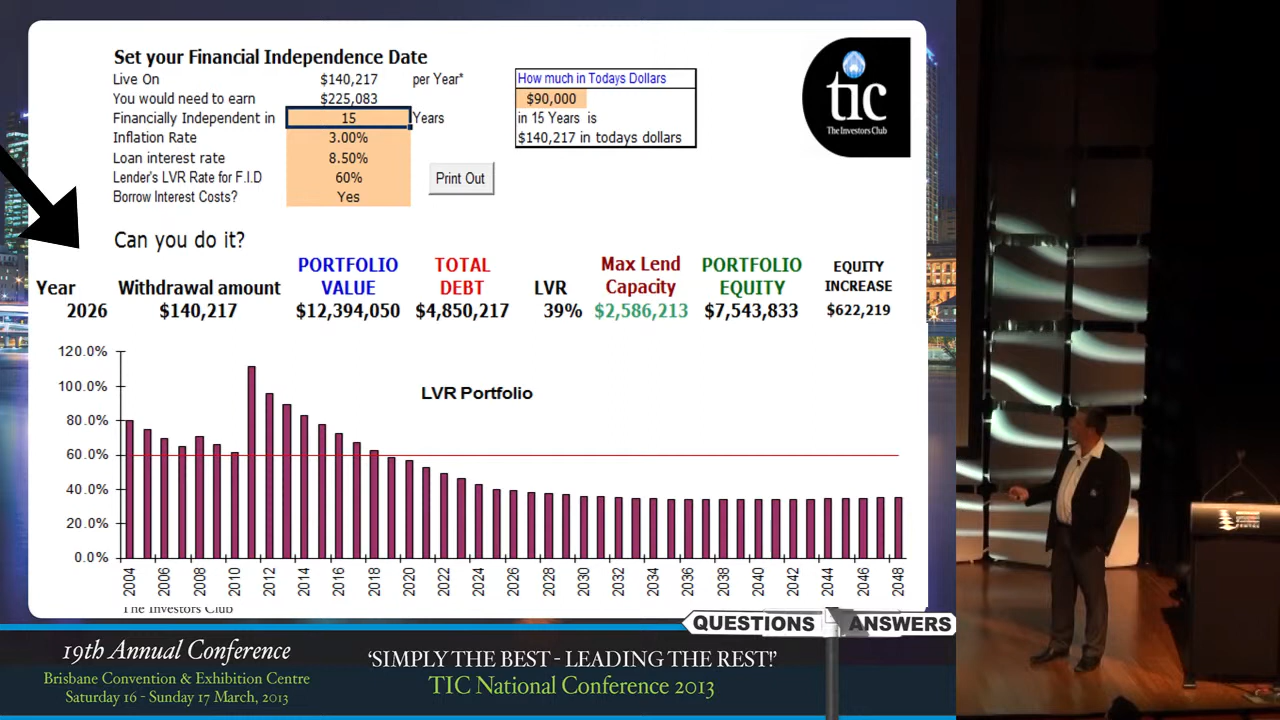 Set your Financial Independence Date
Live On $140,217 per Year*
You would need to earn $225,083
Financially Independent in 15 Years
Inflation Rate 3.00%
Loan interest rate 8.50%
Lender's LVR Rate for F.I.D 60%
Borrow Interest Costs? Yes
Print Out
How much in Todays Dollars
$90,000
in 15 Years is
$140,217 in todays dollars
tic
The Investors Club
Can you do it?
Year Withdrawal amount PORTFOLIO VALUE TOTAL DEBT LVR Max Lend Capacity PORTFOLIO EQUITY EQUITY INCREASE
2026 $140,217 $12,394,050 $4,850,217 39% $2,586,213 $7,543,833 $622,219
LVR Portfolio
120.0%
100.0%
80.0%
60.0%
40.0%
20.0%
0.0%
2004 2006 2008 2010 2012 2014 2016 2018 2020 2022 2024 2026 2028 2030 2032 2034 2036 2038 2040 2042 2044 2046 2048
The Investors Club
QUESTIONS ANSWERS
19th Annual Conference
Brisbane Convention & Exhibition Centre
Saturday 16 - Sunday 17 March, 2013
'SIMPLY THE BEST - LEADING THE REST!'
TIC National Conference 2013